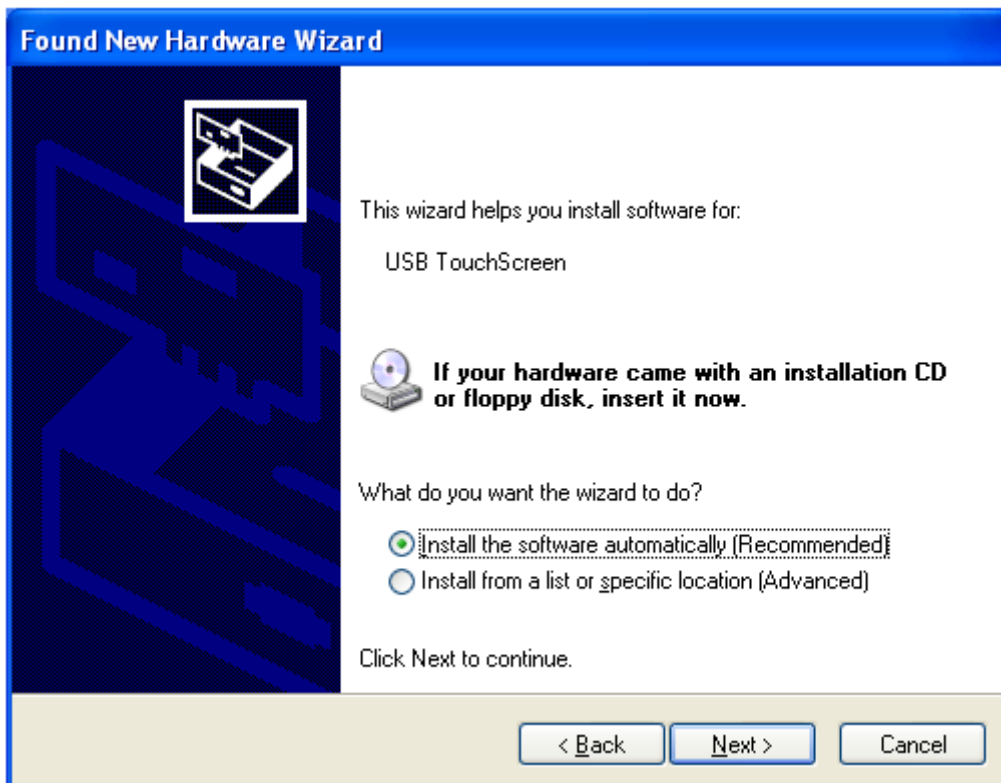 Found New Hardware Wizard
This wizard helps you install software for:
USB TouchScreen
If your hardware came with an installation CD
or floppy disk, insert it now.
What do you want the wizard to do?
Install the software automatically (Recommended)
Install from a list or specific location (Advanced)
Click Next to continue.
< Back
Next >
Cancel